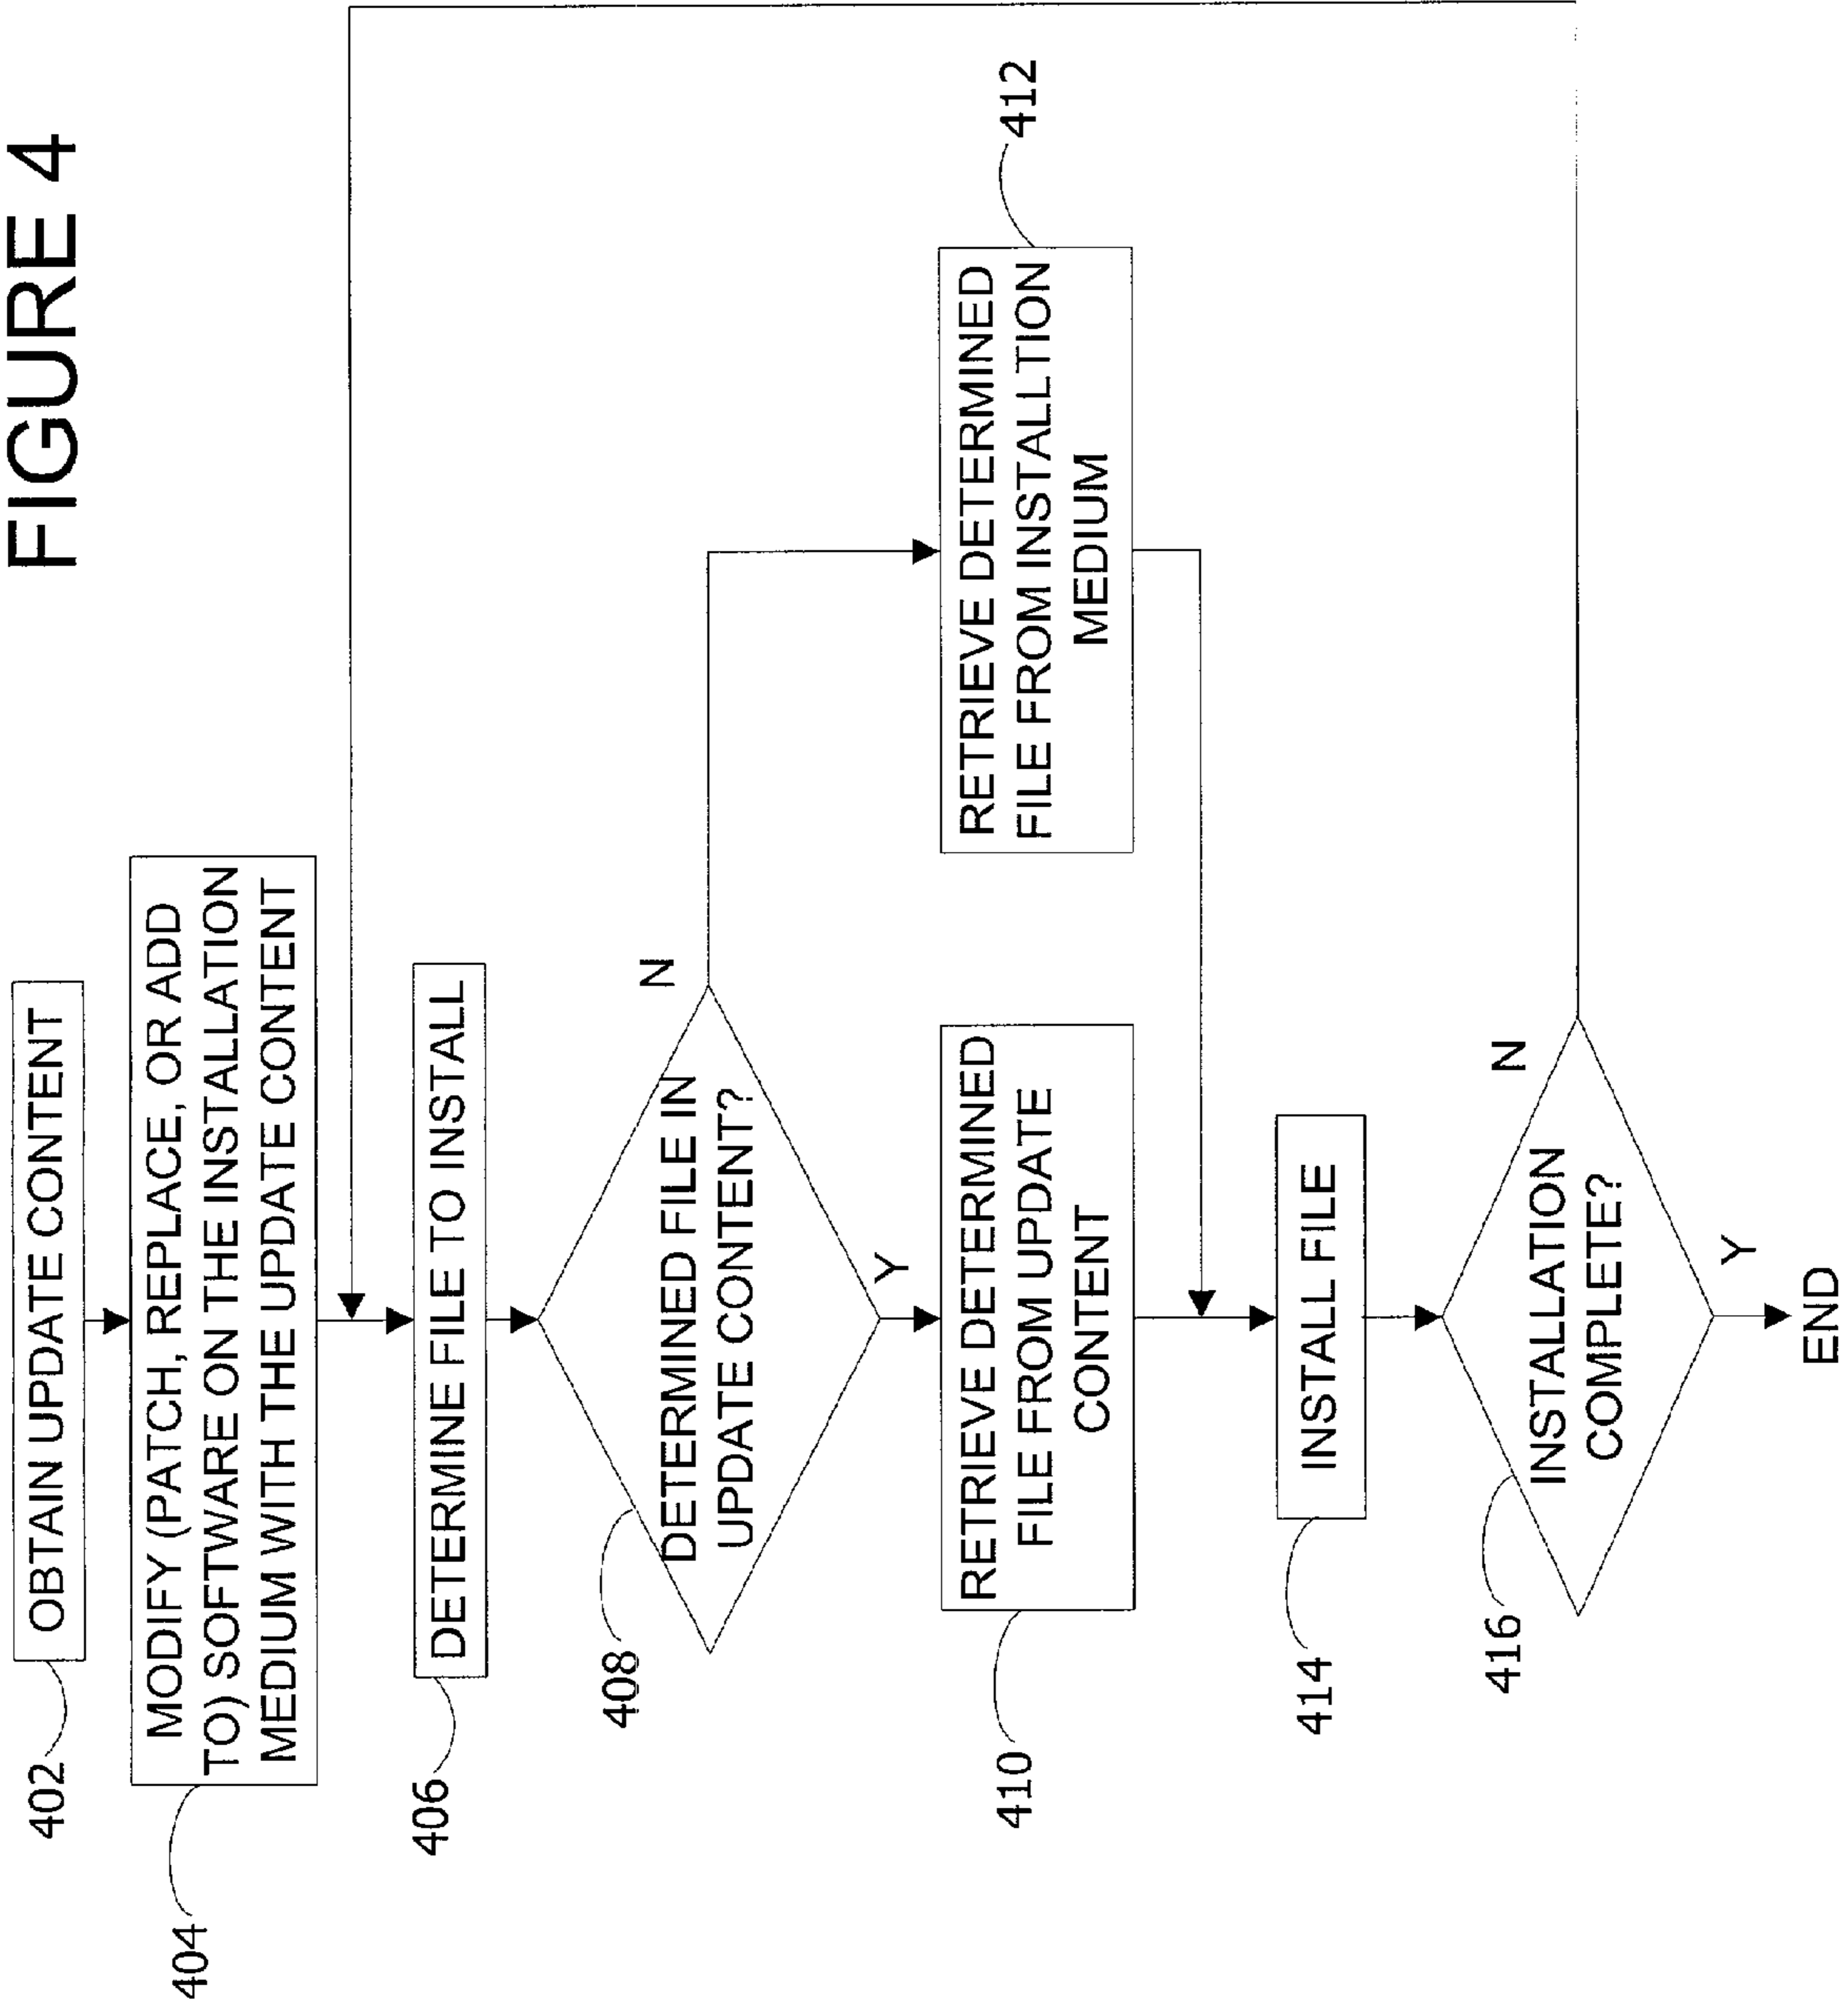 FIGURE 4
402
OBTAIN UPDATE CONTENT
404
MODIFY (PATCH, REPLACE, OR ADD
TO) SOFTWARE ON THE INSTALLATION
MEDIUM WITH THE UPDATE CONTENT
406
DETERMINE FILE TO INSTALL
408
DETERMINED FILE IN
UPDATE CONTENT?
N
Y
410
RETRIEVE DETERMINED
FILE FROM UPDATE
CONTENT
412
RETRIEVE DETERMINED
FILE FROM INSTALLTION
MEDIUM
414
INSTALL FILE
416
INSTALLATION
COMPLETE?
N
Y
END